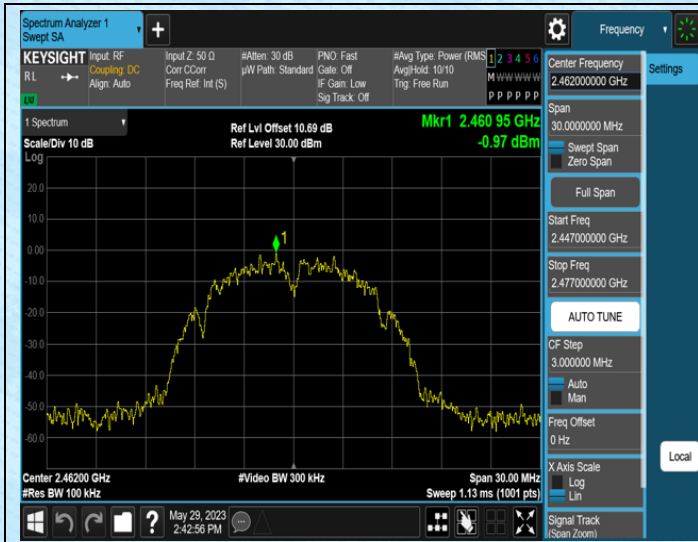 Spectrum Analyzer 1
Swept SA
Frequency
KEYSIGHT
RL
LXI
Input: RF
Coupling: DC
Align: Auto
Input Z: 50 Ω
Corr CCorr
Freq Ref: Int (S)
#Atten: 30 dB
µW Path: Standard
PNO: Fast
Gate: Off
IF Gain: Low
Sig Track: Off
#Avg Type: Power (RMS
Avg|Hold: 10/10
Trig: Free Run
1 2 3 4 5 6
M W W W W W
P P P P P P
Center Frequency
2.462000000 GHz
Settings
Span
30.0000000 MHz
Swept Span
Zero Span
Full Span
Start Freq
2.447000000 GHz
Stop Freq
2.477000000 GHz
AUTO TUNE
CF Step
3.000000 MHz
Auto
Man
Freq Offset
0 Hz
X Axis Scale
Log
Lin
Signal Track
(Span Zoom)
Local
1 Spectrum
Scale/Div 10 dB
Log
Ref Lvl Offset 10.69 dB
Ref Level 30.00 dBm
Mkr1 2.460 95 GHz
-0.97 dBm
1
20.0
10.0
0.00
-10.0
-20.0
-30.0
-40.0
-50.0
-60.0
Center 2.46200 GHz
#Res BW 100 kHz
#Video BW 300 kHz
Span 30.00 MHz
Sweep 1.13 ms (1001 pts)
?
May 29, 2023
2:42:56 PM